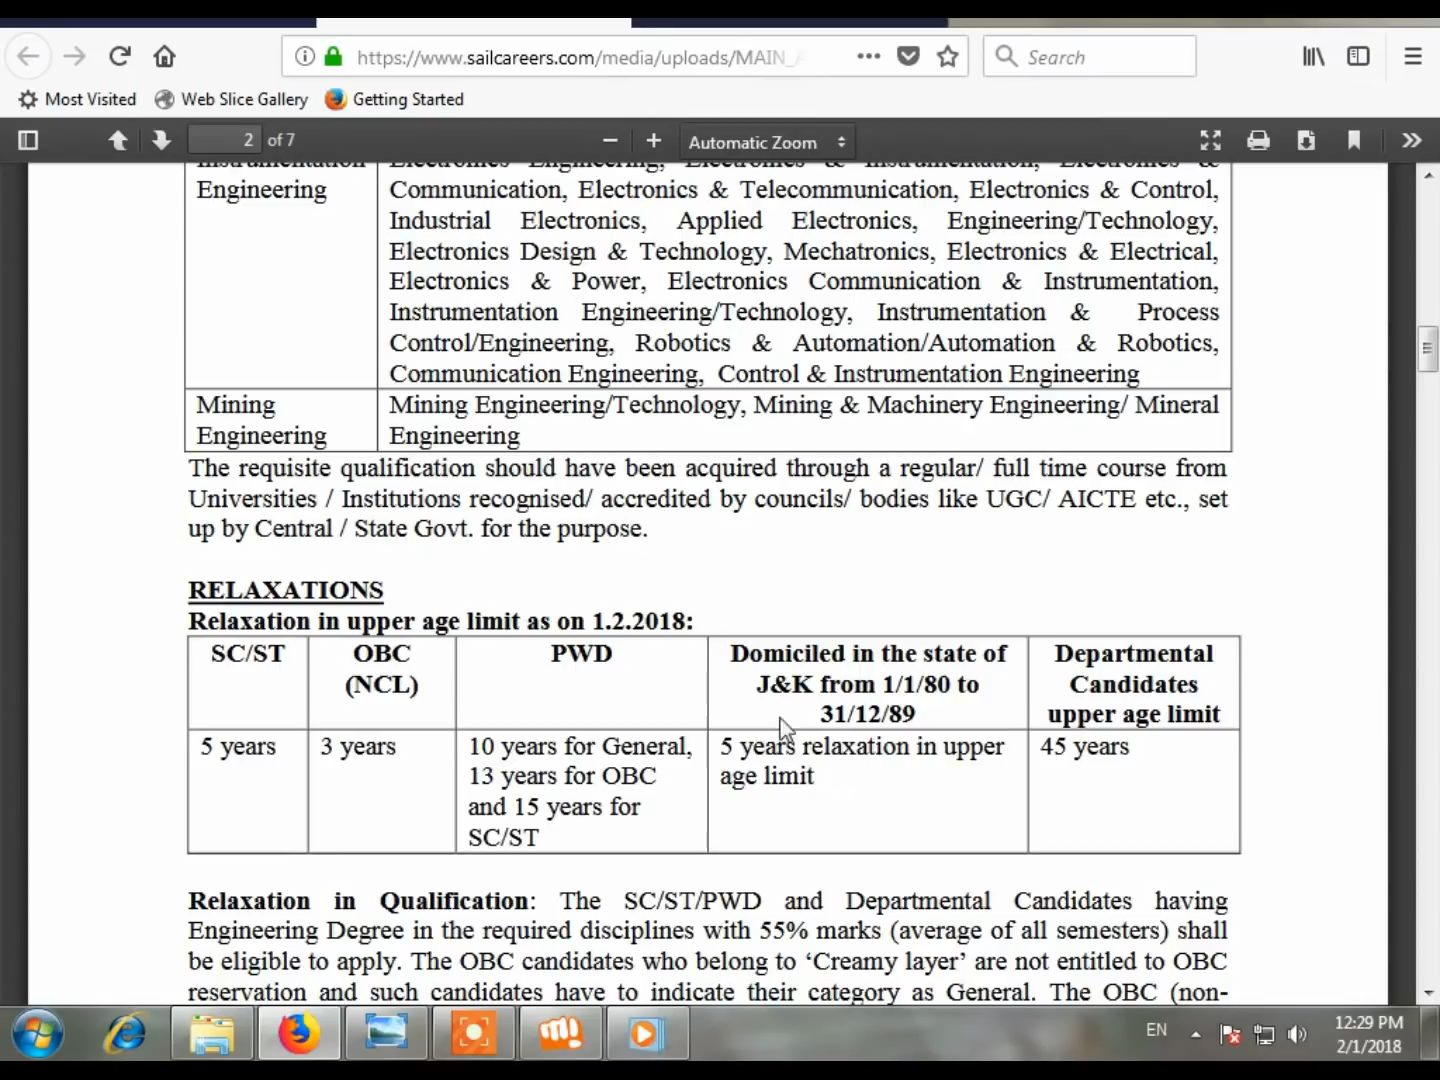 https://www.sailcareers.com/media/uploads/MAIN_A
Search
Most Visited
Web Slice Gallery
Getting Started
2 of 7
Automatic Zoom
Instrumentation
Engineering
Electronics Engineering, Electronics & Instrumentation, Electronics &
Communication, Electronics & Telecommunication, Electronics & Control,
Industrial Electronics, Applied Electronics, Engineering/Technology,
Electronics Design & Technology, Mechatronics, Electronics & Electrical,
Electronics & Power, Electronics Communication & Instrumentation,
Instrumentation Engineering/Technology, Instrumentation & Process
Control/Engineering, Robotics & Automation/Automation & Robotics,
Communication Engineering, Control & Instrumentation Engineering
Mining
Engineering
Mining Engineering/Technology, Mining & Machinery Engineering/ Mineral
Engineering
The requisite qualification should have been acquired through a regular/ full time course from
Universities / Institutions recognised/ accredited by councils/ bodies like UGC/ AICTE etc., set
up by Central / State Govt. for the purpose.
RELAXATIONS
Relaxation in upper age limit as on 1.2.2018:
SC/ST
OBC
(NCL)
PWD
Domiciled in the state of
J&K from 1/1/80 to
31/12/89
Departmental
Candidates
upper age limit
5 years
3 years
10 years for General,
13 years for OBC
and 15 years for
SC/ST
5 years relaxation in upper
age limit
45 years
Relaxation in Qualification: The SC/ST/PWD and Departmental Candidates having
Engineering Degree in the required disciplines with 55% marks (average of all semesters) shall
be eligible to apply. The OBC candidates who belong to ‘Creamy layer’ are not entitled to OBC
reservation and such candidates have to indicate their category as General. The OBC (non-
EN
12:29 PM
2/1/2018